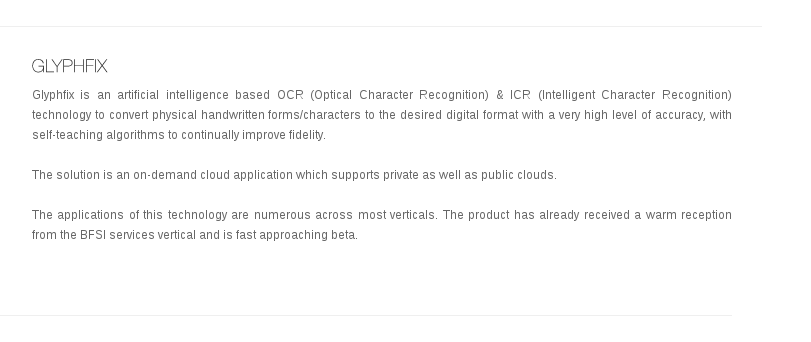 GLYPHFIX
Glyphfix is an artificial intelligence based OCR (Optical Character Recognition) & ICR (Intelligent Character Recognition)
technology to convert physical handwritten forms/characters to the desired digital format with a very high level of accuracy, with
self-teaching algorithms to continually improve fidelity.
The solution is an on-demand cloud application which supports private as well as public clouds.
The applications of this technology are numerous across most verticals. The product has already received a warm reception
from the BFSI services vertical and is fast approaching beta.